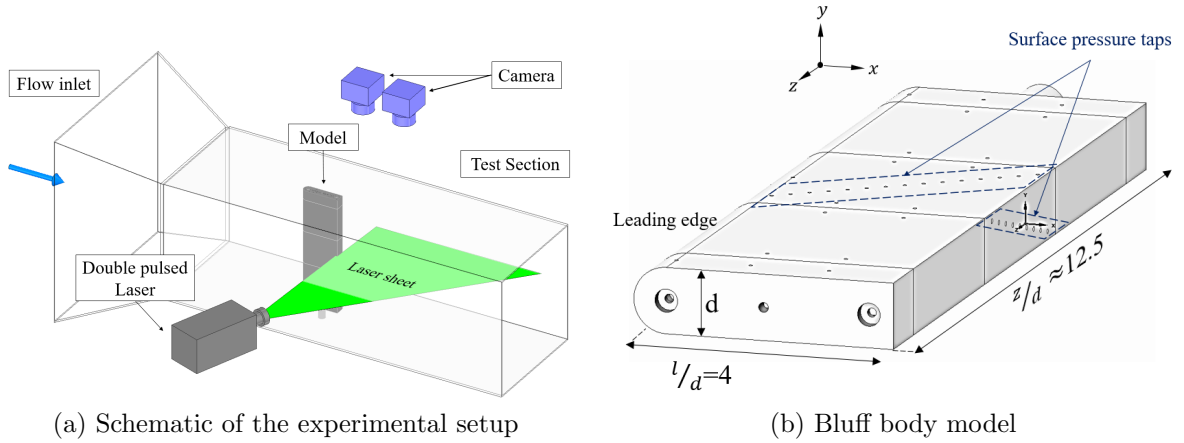 Flow inlet
Camera
Model
Test Section
Double pulsed
Laser
Laser sheet
(a) Schematic of the experimental setup
y
x
z
Surface pressure taps
Leading edge
Y
X
d
z/d ≈12.5
l/d=4
(b) Bluff body model